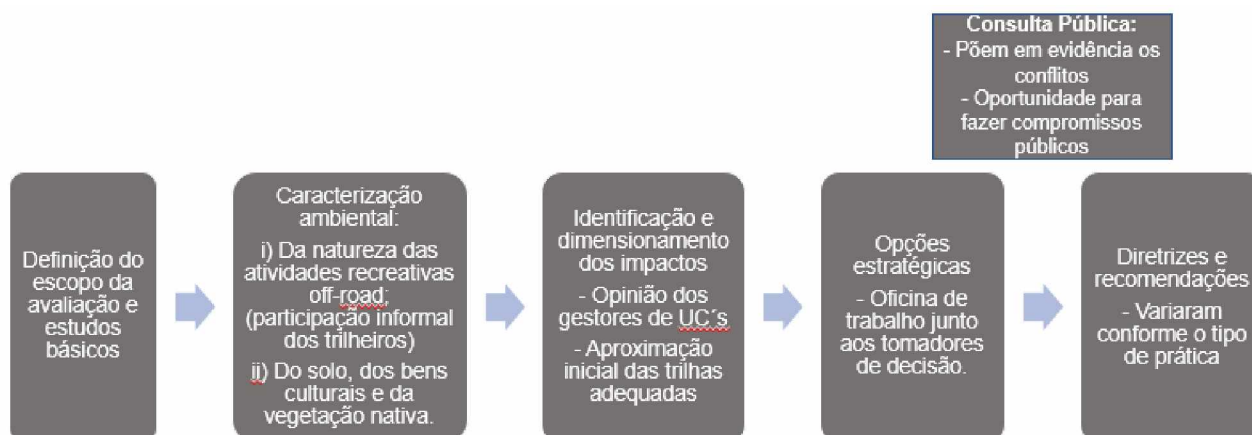 Consulta Pública:
- Põem em evidência os
conflitos
- Oportunidade para
fazer compromissos
públicos
Definição do
escopo da
avaliação e
estudos
básicos
Caracterização
ambiental:
i) Da natureza das
atividades recreativas
off-road;
(participação informal
dos trilheiros)
ii) Do solo, dos bens
culturais e da
vegetação nativa.
Identificação e
dimensionamento
dos impactos
- Opinião dos
gestores de UC´s
- Aproximação
inicial das trilhas
adequadas
Opções
estratégicas
- Oficina de
trabalho junto
aos tomadores
de decisão.
Diretrizes e
recomendações
- Variaram
conforme o tipo
de prática